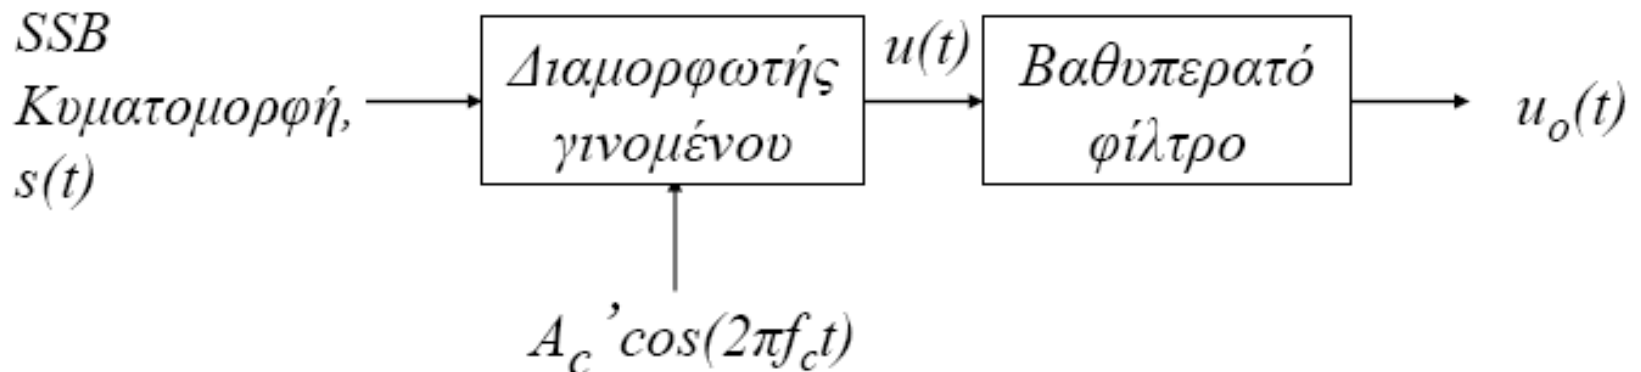 SSB
Κυματομορφή,
s(t)
Διαμορφωτής
γινομένου
u(t)
Βαθυπερατό
φίλτρο
u_o(t)
A_c’cos(2πf_ct)